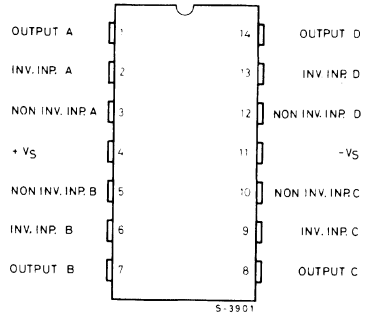 OUTPUT A 1 14 OUTPUT D
INV. INP. A 2 13 INV. INP. D
NON INV. INP. A 3 12 NON INV. INP. D
+ VS 4 11 -VS
NON INV. INP. B 5 10 NON INV. INP. C
INV. INP. B 6 9 INV. INP. C
OUTPUT B 7 8 OUTPUT C
S-3901